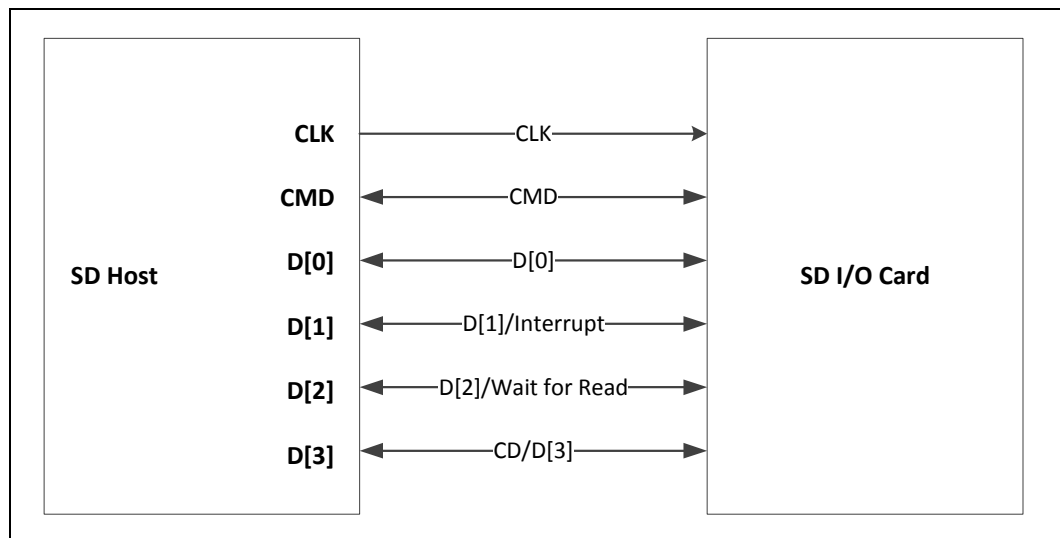 CLK CLK
CMD CMD
D[0] D[0]
SD Host SD I/O Card
D[1] D[1]/Interrupt
D[2] D[2]/Wait for Read
D[3] CD/D[3]